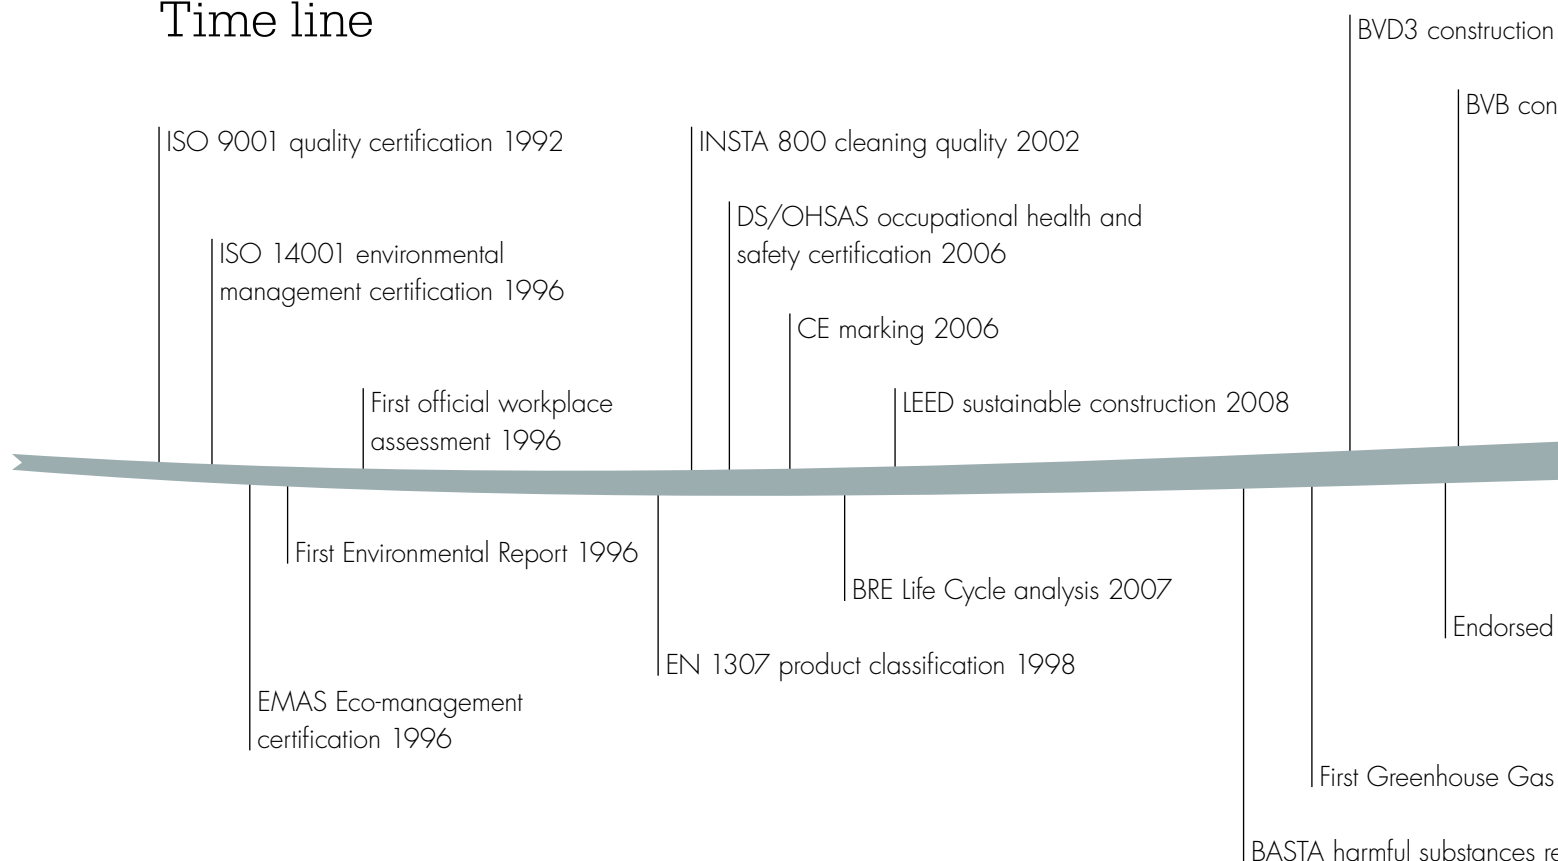 Time line
BVD3 construction
BVB con
ISO 9001 quality certification 1992
INSTA 800 cleaning quality 2002
DS/OHSAS occupational health and
safety certification 2006
ISO 14001 environmental
management certification 1996
CE marking 2006
First official workplace
assessment 1996
LEED sustainable construction 2008
First Environmental Report 1996
BRE Life Cycle analysis 2007
Endorsed
EN 1307 product classification 1998
EMAS Eco-management
certification 1996
First Greenhouse Gas
BASTA harmful substances re